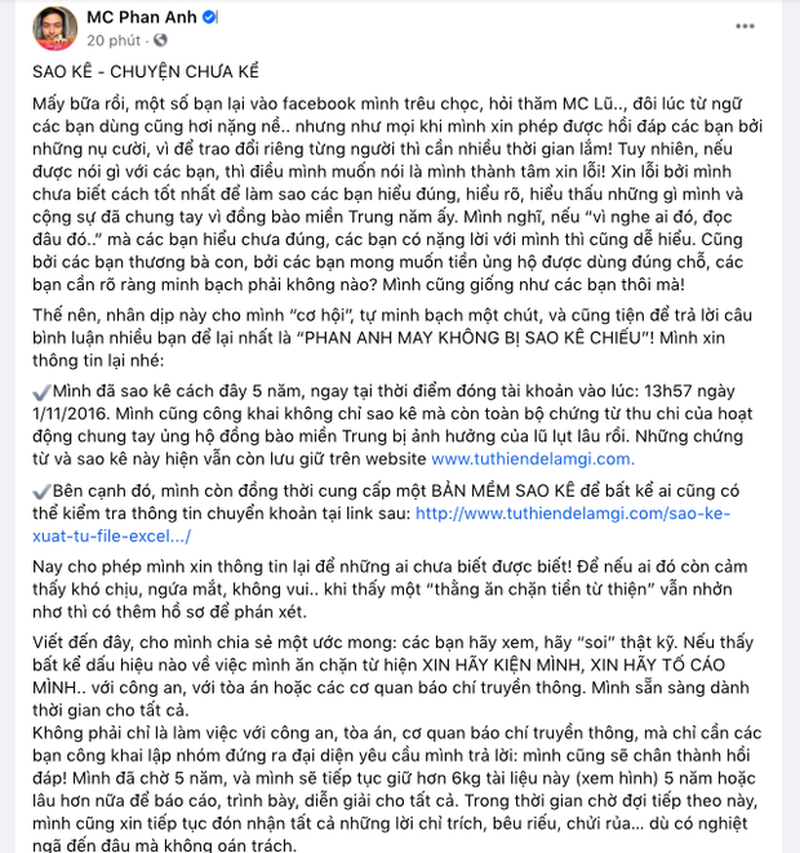 MC Phan Anh
20 phút ·
SAO KÊ - CHUYỆN CHƯA KỂ
Mấy bữa rồi, một số bạn lại vào facebook mình trêu chọc, hỏi thăm MC Lũ.., đôi lúc từ ngữ
các bạn dùng cũng hơi nặng nề.. nhưng như mọi khi mình xin phép được hồi đáp các bạn bởi
những nụ cười, vì để trao đổi riêng từng người thì cần nhiều thời gian lắm! Tuy nhiên, nếu
được nói gì với các bạn, thì điều mình muốn nói là mình thành tâm xin lỗi! Xin lỗi bởi mình
chưa biết cách tốt nhất để làm sao các bạn hiểu đúng, hiểu rõ, hiểu thấu những gì mình và
cộng sự đã chung tay vì đồng bào miền Trung năm ấy. Mình nghĩ, nếu “vì nghe ai đó, đọc
đâu đó..” mà các bạn hiểu chưa đúng, các bạn có nặng lời với mình thì cũng dễ hiểu. Cũng
bởi các bạn thương bà con, bởi các bạn mong muốn tiền ủng hộ được dùng đúng chỗ, các
bạn cần rõ ràng minh bạch phải không nào? Mình cũng giống như các bạn thôi mà!
Thế nên, nhân dịp này cho mình “cơ hội”, tự minh bạch một chút, và cũng tiện để trả lời câu
bình luận nhiều bạn để lại nhất là “PHAN ANH MAY KHÔNG BỊ SAO KÊ CHIẾU”! Mình xin
thông tin lại nhé:
✔️Mình đã sao kê cách đây 5 năm, ngay tại thời điểm đóng tài khoản vào lúc: 13h57 ngày
1/11/2016. Mình cũng công khai không chỉ sao kê mà còn toàn bộ chứng từ thu chi của hoạt
động chung tay ủng hộ đồng bào miền Trung bị ảnh hưởng của lũ lụt lâu rồi. Những chứng
từ và sao kê này hiện vẫn còn lưu giữ trên website www.tuthiendelamgi.com.
✔️Bên cạnh đó, mình còn đồng thời cung cấp một BẢN MỀM SAO KÊ để bất kể ai cũng có
thể kiểm tra thông tin chuyển khoản tại link sau: http://www.tuthiendelamgi.com/sao-ke-
xuat-tu-file-excel.../
Nay cho phép mình xin thông tin lại để những ai chưa biết được biết! Để nếu ai đó còn cảm
thấy khó chịu, ngứa mắt, không vui.. khi thấy một “thằng ăn chặn tiền từ thiện” vẫn nhởn
nhơ thì có thêm hồ sơ để phán xét.
Viết đến đây, cho mình chia sẻ một ước mong: các bạn hãy xem, hãy “soi” thật kỹ. Nếu thấy
bất kể dấu hiệu nào về việc mình ăn chặn từ hiện XIN HÃY KIỆN MÌNH, XIN HÃY TỐ CÁO
MÌNH.. với công an, với tòa án hoặc các cơ quan báo chí truyền thông. Mình sẵn sàng dành
thời gian cho tất cả.
Không phải chỉ là làm việc với công an, tòa án, cơ quan báo chí truyền thông, mà chỉ cần các
bạn công khai lập nhóm đứng ra đại diện yêu cầu mình trả lời: mình cũng sẽ chân thành hồi
đáp! Mình đã chờ 5 năm, và mình sẽ tiếp tục giữ hơn 6kg tài liệu này (xem hình) 5 năm hoặc
lâu hơn nữa để báo cáo, trình bày, diễn giải cho tất cả. Trong thời gian chờ đợi tiếp theo này,
mình cũng xin tiếp tục đón nhận tất cả những lời chỉ trích, bêu riếu, chửi rủa... dù có nghiệt
ngã đến đâu mà không oán trách.